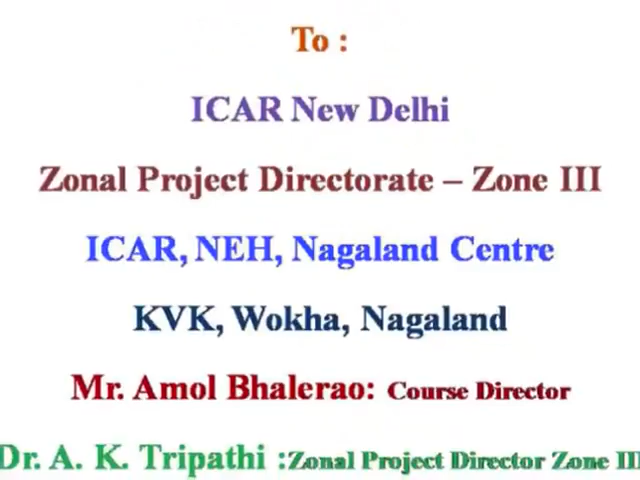 To :
ICAR New Delhi
Zonal Project Directorate – Zone III
ICAR, NEH, Nagaland Centre
KVK, Wokha, Nagaland
Mr. Amol Bhalerao: Course Director
Dr. A. K. Tripathi :Zonal Project Director Zone III